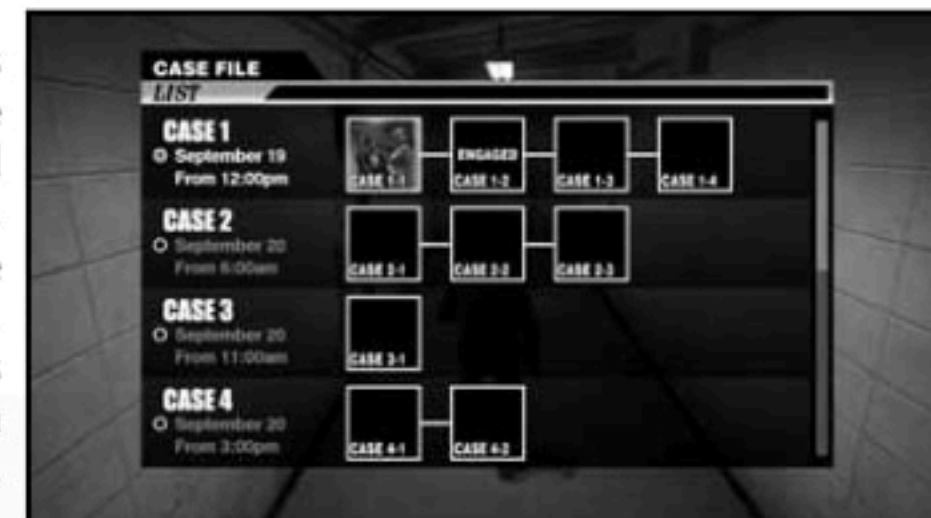 CASE FILE
LIST
CASE 1
September 19
From 12:00pm
CASE 1-1
ENGAGED
CASE 1-2
CASE 1-3
CASE 1-4
CASE 2
September 20
From 6:00am
CASE 2-1
CASE 2-2
CASE 2-3
CASE 3
September 20
From 11:00am
CASE 3-1
CASE 4
September 20
From 3:00pm
CASE 4-1
CASE 4-2